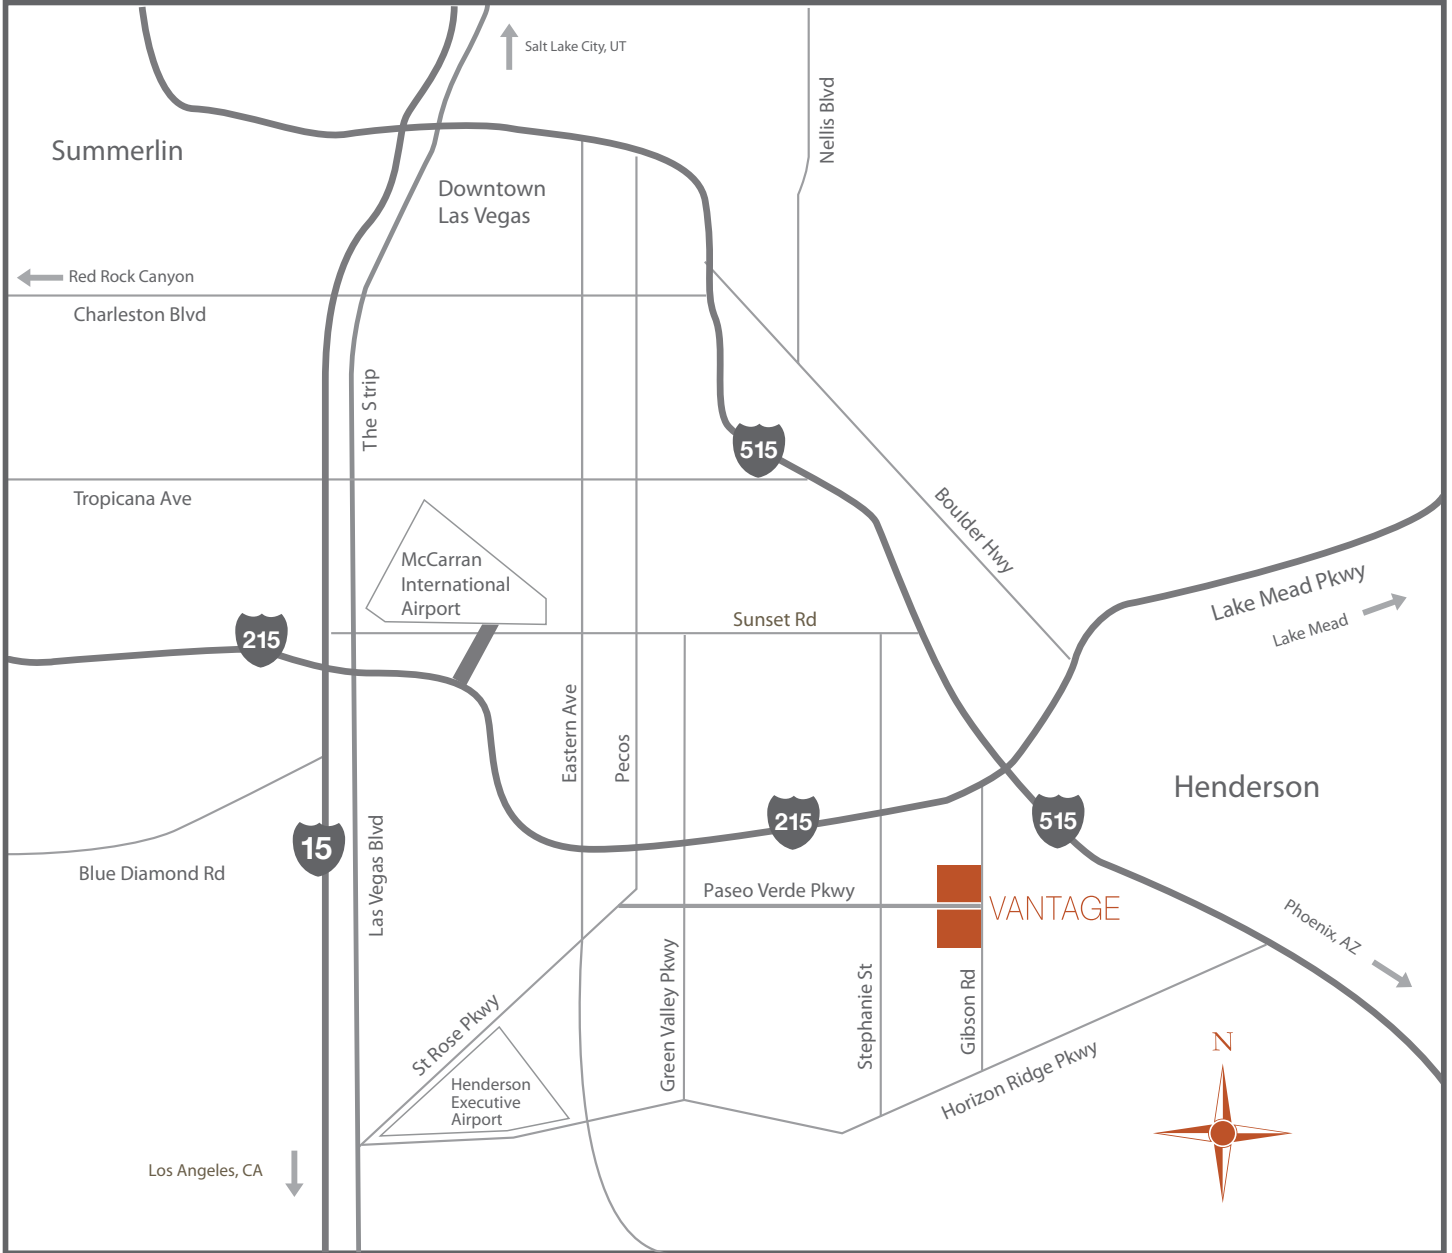 Salt Lake City, UT
Nellis Blvd
Summerlin
Downtown
Las Vegas
Red Rock Canyon
Charleston Blvd
The Strip
515
Tropicana Ave
Boulder Hwy
McCarran
International
Airport
Lake Mead Pkwy
Lake Mead
Sunset Rd
215
Eastern Ave
Pecos
Henderson
215
515
15
Las Vegas Blvd
Blue Diamond Rd
Paseo Verde Pkwy
VANTAGE
Phoenix, AZ
Green Valley Pkwy
Stephanie St
Gibson Rd
St Rose Pkwy
Horizon Ridge Pkwy
N
Henderson
Executive
Airport
Los Angeles, CA